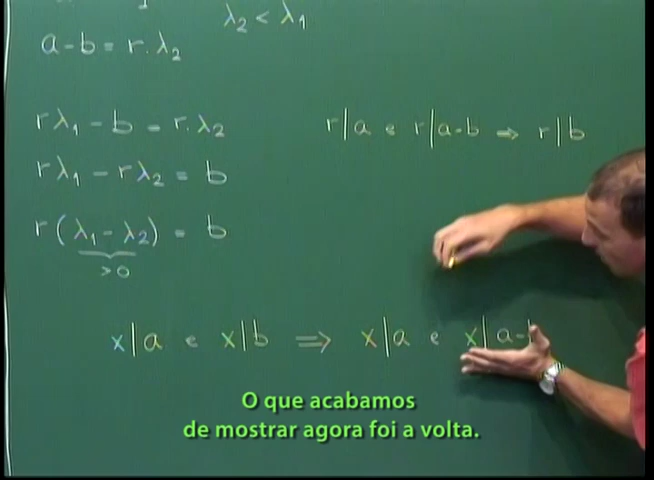 λ₂ < λ₁
a-b = r.λ₂
rλ₁ - b = r.λ₂
r|a e r|a-b ⇒ r|b
rλ₁ - rλ₂ = b
r(λ₁ - λ₂) = b
>0
x|a e x|b ⇒ x|a e x|a-b
O que acabamos
de mostrar agora foi a volta.